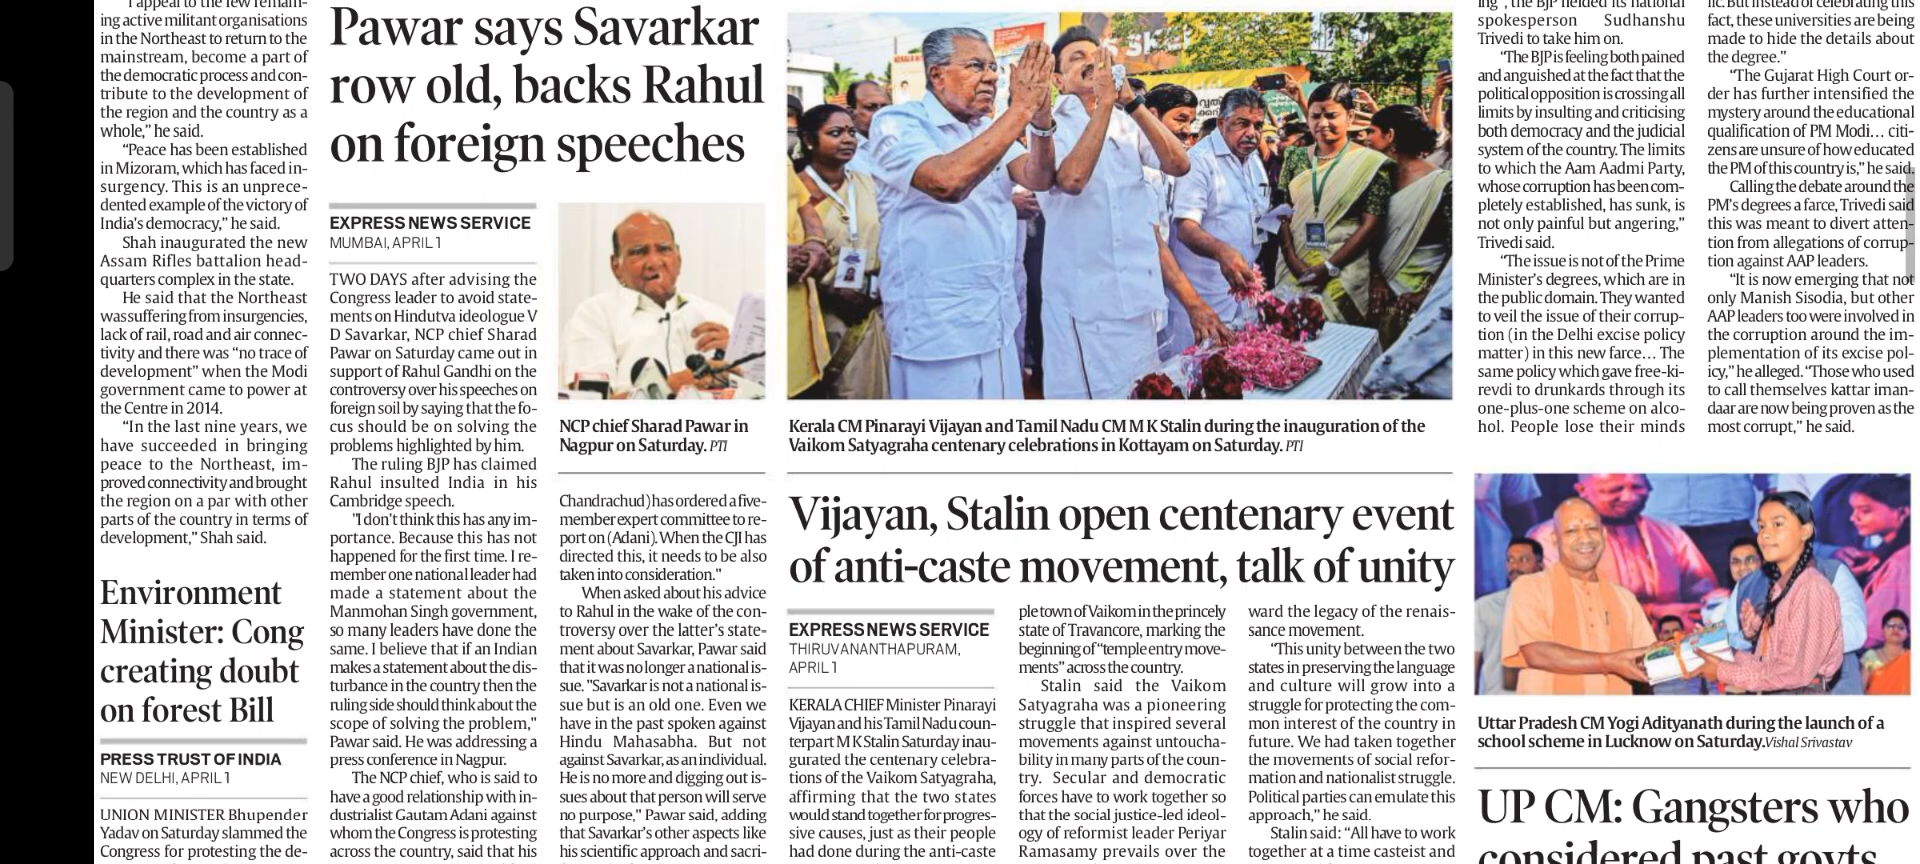 "I appeal to the few remain-
ing active militant organisations
in the Northeast to return to the
mainstream, become a part of
the democratic process and con-
tribute to the development of
the region and the country as a
whole," he said.
"Peace has been established
in Mizoram, which has faced in-
surgency. This is an unprece-
dented example of the victory of
India's democracy," he said.
Shah inaugurated the new
Assam Rifles battalion head-
quarters complex in the state.
He said that the Northeast
was suffering from insurgencies,
lack of rail, road and air connec-
tivity and there was "no trace of
development" when the Modi
government came to power at
the Centre in 2014.
"In the last nine years, we
have succeeded in bringing
peace to the Northeast, im-
proved connectivity and brought
the region on a par with other
parts of the country in terms of
development," Shah said.
Environment
Minister: Cong
creating doubt
on forest Bill
PRESS TRUST OF INDIA
NEW DELHI, APRIL 1
UNION MINISTER Bhupender
Yadav on Saturday slammed the
Congress for protesting the de-
Pawar says Savarkar
row old, backs Rahul
on foreign speeches
EXPRESS NEWS SERVICE
MUMBAI, APRIL 1
TWO DAYS after advising the
Congress leader to avoid state-
ments on Hindutva ideologue V
D Savarkar, NCP chief Sharad
Pawar on Saturday came out in
support of Rahul Gandhi on the
controversy over his speeches on
foreign soil by saying that the fo-
cus should be on solving the
problems highlighted by him.
The ruling BJP has claimed
Rahul insulted India in his
Cambridge speech.
"I don't think this has any im-
portance. Because this has not
happened for the first time. I re-
member one national leader had
made a statement about the
Manmohan Singh government,
so many leaders have done the
same. I believe that if an Indian
makes a statement about the dis-
turbance in the country then the
ruling side should think about the
scope of solving the problem,"
Pawar said. He was addressing a
press conference in Nagpur.
The NCP chief, who is said to
have a good relationship with in-
dustrialist Gautam Adani against
whom the Congress is protesting
across the country, said that his
NCP chief Sharad Pawar in
Nagpur on Saturday. PTI
Chandrachud) has ordered a five-
member expert committee to re-
port on (Adani). When the CJI has
directed this, it needs to be also
taken into consideration."
When asked about his advice
to Rahul in the wake of the con-
troversy over the latter's state-
ment about Savarkar, Pawar said
that it was no longer a national is-
sue. "Savarkar is not a national is-
sue but is an old one. Even we
have in the past spoken against
Hindu Mahasabha. But not
against Savarkar, as an individual.
He is no more and digging out is-
sues about that person will serve
no purpose," Pawar said, adding
that Savarkar's other aspects like
his scientific approach and sacri-
Kerala CM Pinarayi Vijayan and Tamil Nadu CM M K Stalin during the inauguration of the
Vaikom Satyagraha centenary celebrations in Kottayam on Saturday. PTI
Vijayan, Stalin open centenary event
of anti-caste movement, talk of unity
EXPRESS NEWS SERVICE
THIRUVANANTHAPURAM,
APRIL 1
KERALA CHIEF Minister Pinarayi
Vijayan and his Tamil Nadu coun-
terpart M K Stalin Saturday inau-
gurated the centenary celebra-
tions of the Vaikom Satyagraha,
affirming that the two states
would stand together for progres-
sive causes, just as their people
had done during the anti-caste
ple town of Vaikom in the princely
state of Travancore, marking the
beginning of "temple entry move-
ments" across the country.
Stalin said the Vaikom
Satyagraha was a pioneering
struggle that inspired several
movements against untoucha-
bility in many parts of the coun-
try. Secular and democratic
forces have to work together so
that the social justice-led ideol-
ogy of reformist leader Periyar
Ramasamy prevails over the
ward the legacy of the renais-
sance movement.
"This unity between the two
states in preserving the language
and culture will grow into a
struggle for protecting the com-
mon interest of the country in
future. We had taken together
the movements of social refor-
mation and nationalist struggle.
Political parties can emulate this
approach," he said.
Stalin said: "All have to work
together at a time casteist and
ing", the BJP fielded its national
spokesperson Sudhanshu
Trivedi to take him on.
"The BJP is feeling both pained
and anguished at the fact that the
political opposition is crossing all
limits by insulting and criticising
both democracy and the judicial
system of the country. The limits
to which the Aam Aadmi Party,
whose corruption has been com-
pletely established, has sunk, is
not only painful but angering,"
Trivedi said.
"The issue is not of the Prime
Minister's degrees, which are in
the public domain. They wanted
to veil the issue of their corrup-
tion (in the Delhi excise policy
matter) in this new farce... The
same policy which gave free-ki-
revdi to drunkards through its
one-plus-one scheme on alco-
hol. People lose their minds
lic. But instead of celebrating this
fact, these universities are being
made to hide the details about
the degree."
"The Gujarat High Court or-
der has further intensified the
mystery around the educational
qualification of PM Modi... citi-
zens are unsure of how educated
the PM of this country is," he said.
Calling the debate around the
PM's degrees a farce, Trivedi said
this was meant to divert atten-
tion from allegations of corrup-
tion against AAP leaders.
"It is now emerging that not
only Manish Sisodia, but other
AAP leaders too were involved in
the corruption around the im-
plementation of its excise pol-
icy," he alleged. "Those who used
to call themselves kattar iman-
daar are now being proven as the
most corrupt," he said.
Uttar Pradesh CM Yogi Adityanath during the launch of a
school scheme in Lucknow on Saturday. Vishal Srivastav
UP CM: Gangsters who
considered past govts